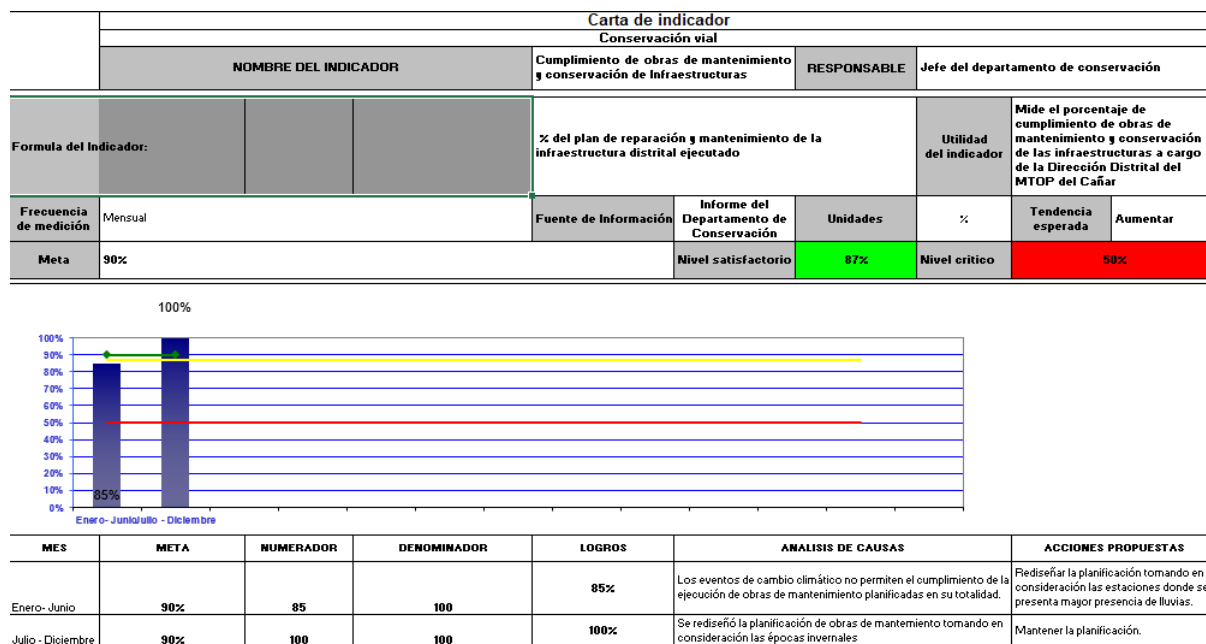 Carta de indicador
Conservación vial
NOMBRE DEL INDICADOR
Cumplimiento de obras de mantenimiento
y conservación de Infraestructuras
RESPONSABLE
Jefe del departamento de conservación
Formula del Indicador:
% del plan de reparación y mantenimiento de la
infraestructura distrital ejecutado
Utilidad
del indicador
Mide el porcentaje de
cumplimiento de obras de
mantenimiento y conservación
de las infraestructuras a cargo
de la Dirección Distrital del
MTOP del Cañar
Frecuencia
de medición
Mensual
Fuente de Información
Informe del
Departamento de
Conservación
Unidades
%
Tendencia
esperada
Aumentar
Meta
90%
Nivel satisfactorio
87%
Nivel critico
50%
100%
100%
90%
80%
70%
60%
50%
40%
30%
20%
10%
0%
85%
Enero- Junio
Julio - Diciembre
MES
META
NUMERADOR
DENOMINADOR
LOGROS
ANALISIS DE CAUSAS
ACCIONES PROPUESTAS
Enero- Junio
90%
85
100
85%
Los eventos de cambio climático no permiten el cumplimiento de la
ejecución de obras de mantenimiento planificadas en su totalidad.
Rediseñar la planificación tomando en
consideración las estaciones donde se
presenta mayor presencia de lluvias.
Julio - Diciembre
90%
100
100
100%
Se rediseñó la planificación de obras de mantemiento tomando en
consideración las épocas invernales
Mantener la planificación.